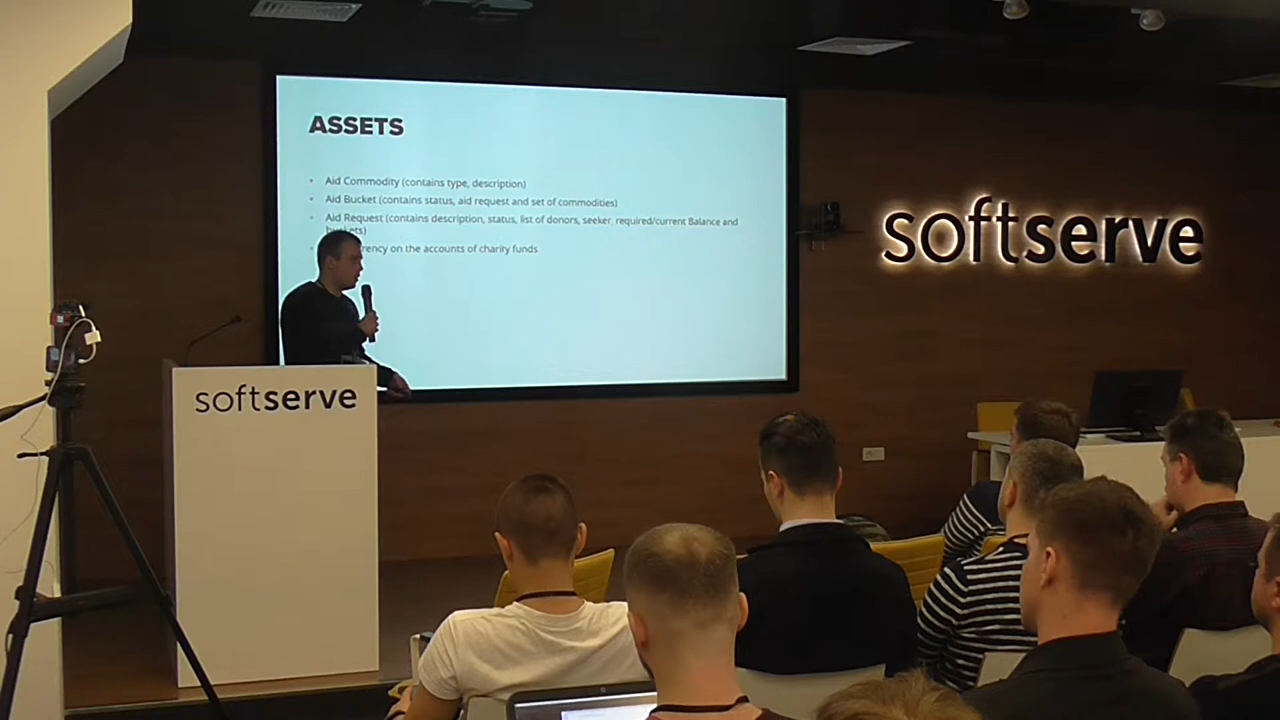 ASSETS
Aid Commodity (contains type, description)
Aid Bucket (contains status, aid request and set of commodities)
Aid Request (contains description, status, list of donors, seeker, required/current Balance and
on the accounts of charity funds
softserve
softserve